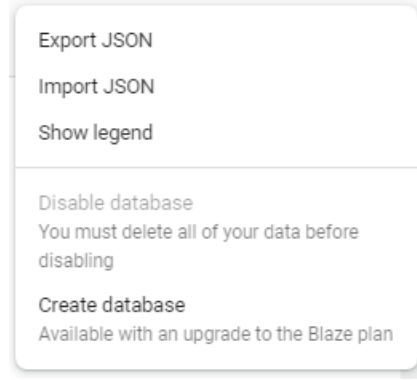 Export JSON
Import JSON
Show legend
Disable database
You must delete all of your data before
disabling
Create database
Available with an upgrade to the Blaze plan